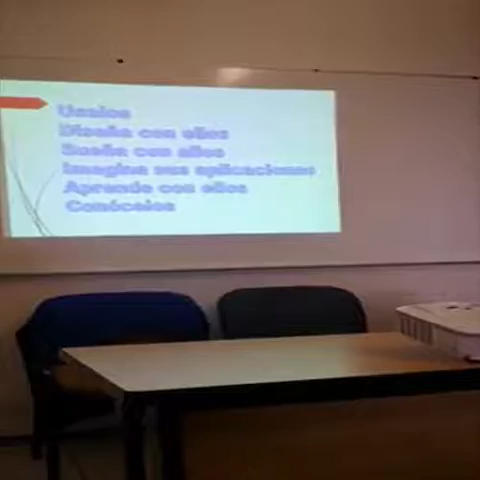 Usalos
Diseña con ellos
Sueña con ellos
Imagina sus aplicaciones
Aprende con ellos
Conócelos